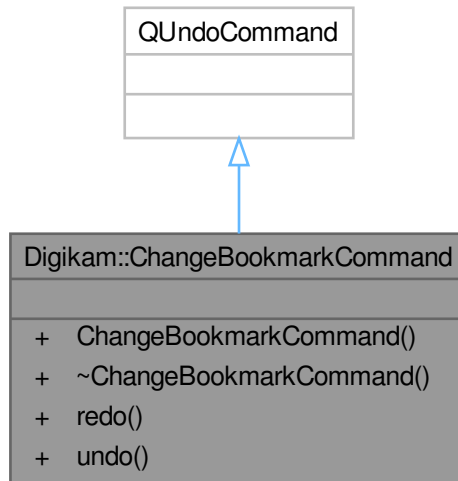 QUndoCommand
Digikam::ChangeBookmarkCommand
+ ChangeBookmarkCommand()
+ ~ChangeBookmarkCommand()
+ redo()
+ undo()